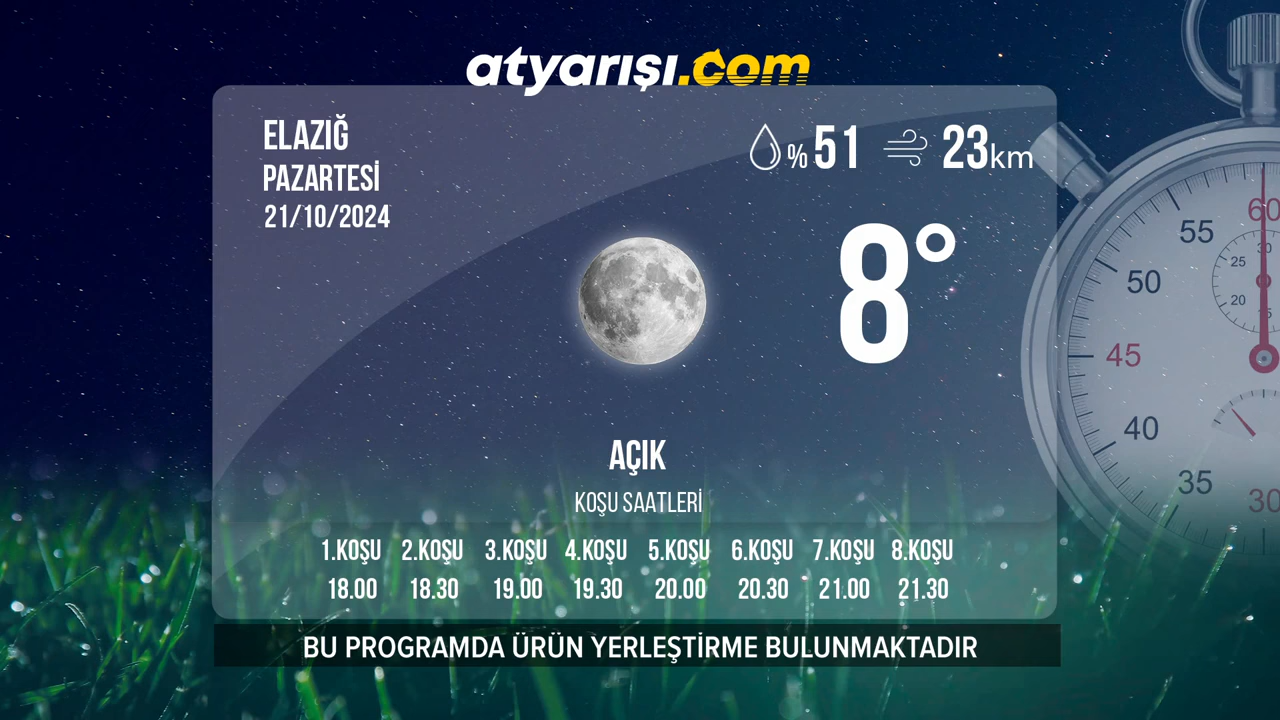 atyarışı.com
ELAZIĞ
PAZARTESİ
21/10/2024
% 51 23km
8°
AÇIK
KOŞU SAATLERİ
1.KOŞU 2.KOŞU 3.KOŞU 4.KOŞU 5.KOŞU 6.KOŞU 7.KOŞU 8.KOŞU
18.00 18.30 19.00 19.30 20.00 20.30 21.00 21.30
BU PROGRAMDA ÜRÜN YERLEŞTİRME BULUNMAKTADIR
60
55
50
45
40
35
30
30
25
20
15